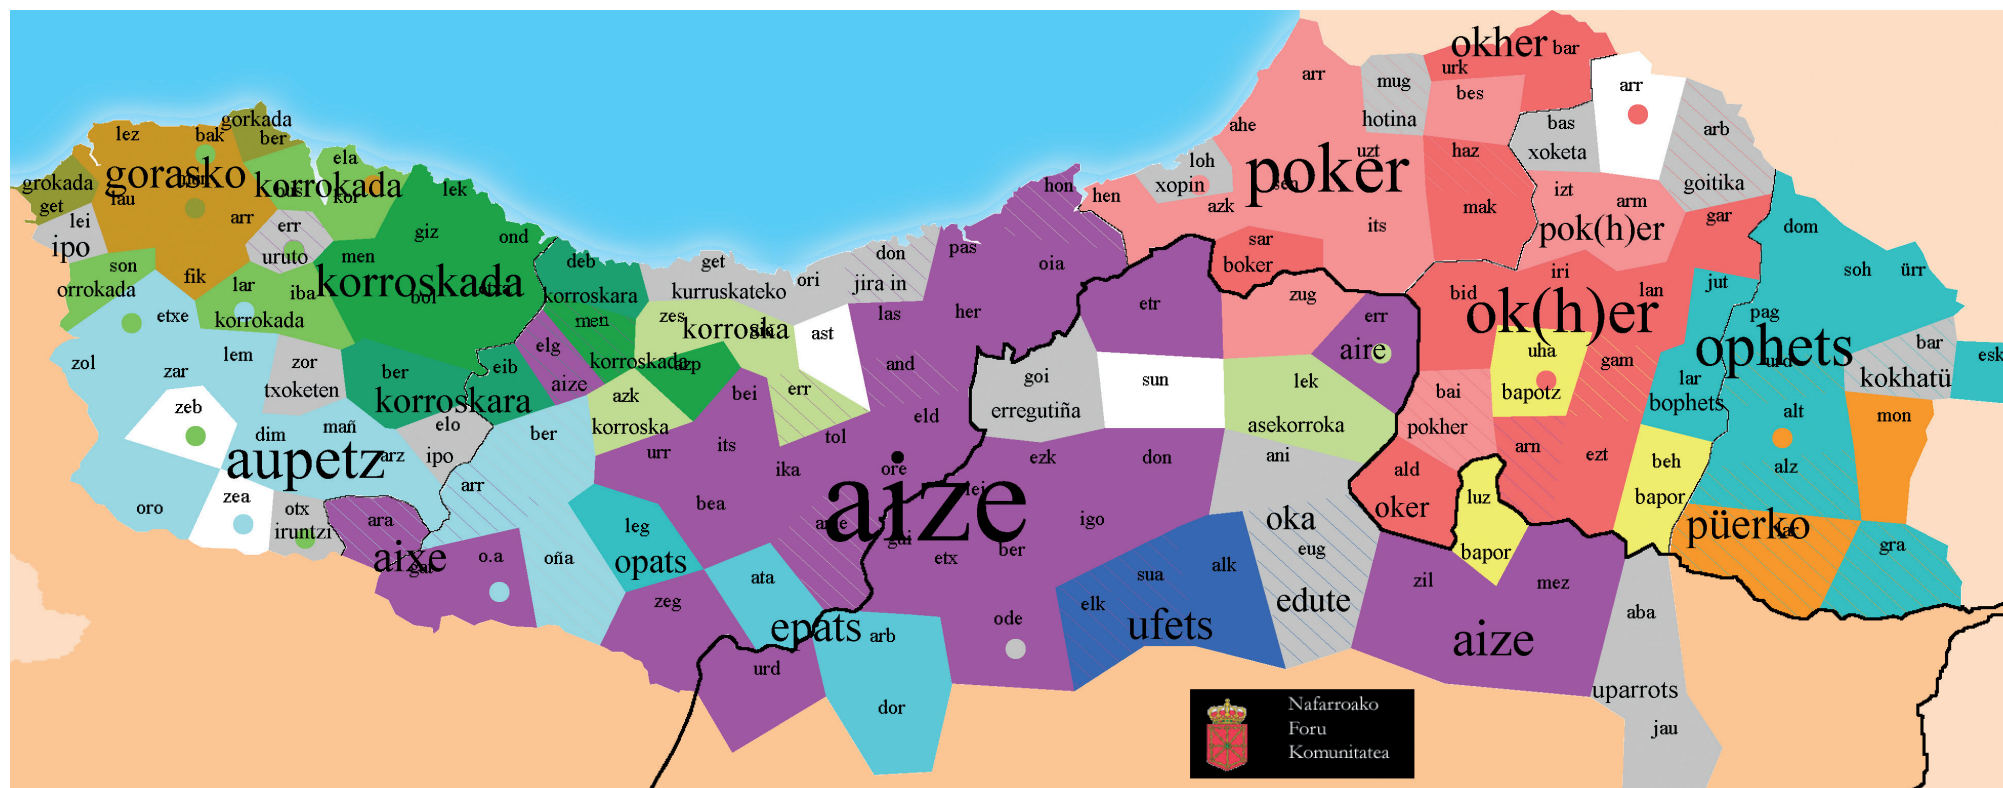 okher
bar
urk
arr
mug
bes
arr
hotina
bas
arb
xoketa
gorkada
lez
bak
ber
ahe
uzt
haz
ela
loh
gorasko
korrokada
xopin
poker
sen
izt
goitika
grokada
lau
kor
lek
hon
hen
azk
mak
arm
get
lei
arr
err
giz
ond
its
pok(h)er
gar
dom
ipo
uruto
pas
sar
son
fik
men
deb
get
don
oia
boker
iri
soh
ürr
orrokada
lar
iba
korroskada
bol
korroskara
kurruskateko
ori
jira in
zug
bid
lan
jut
etxe
korrokada
men
zes
korroska
ast
las
her
etr
err
ok(h)er
pag
ophets
bar
esk
zol
zar
lem
zor
txoketen
ber
elg
eib
aize
korroskada
azp
and
aire
uha
gam
kokhatü
zeb
korroskara
azk
bei
err
goi
sun
lek
bai
bapotz
lar
bophets
alt
mon
dim
mañ
elo
ber
korroska
its
tol
eld
erregutiña
asekorroka
pokher
aupetz
arz
ipo
urr
ika
ore
ezk
don
ani
ald
arn
ezt
beh
alz
zea
oro
otx
iruntzi
ara
arr
leg
bea
aize
lei
igo
oka
oker
luz
bapor
püerko
aixe
o.a
oña
opats
etx
ber
eug
bapor
gra
ata
zeg
sua
alk
edute
zil
mez
aba
epats
arb
ode
elk
ufets
aize
urd
dor
uparrots
jau
Nafarroako
Foru
Komunitatea